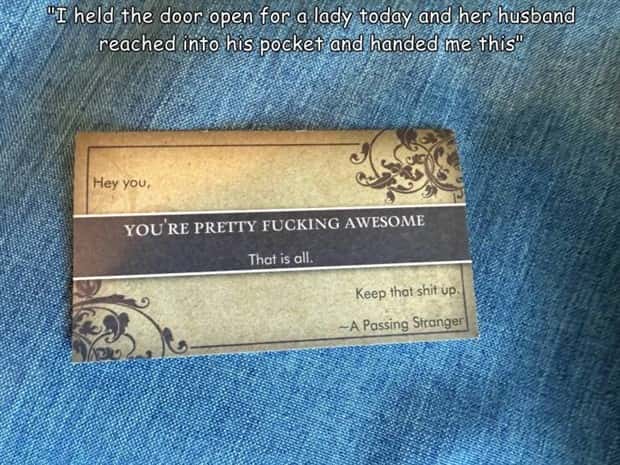 "I held the door open for a lady today and her husband
reached into his pocket and handed me this"
Hey you,
YOU'RE PRETTY FUCKING AWESOME
That is all.
Keep that shit up.
~A Passing Stranger